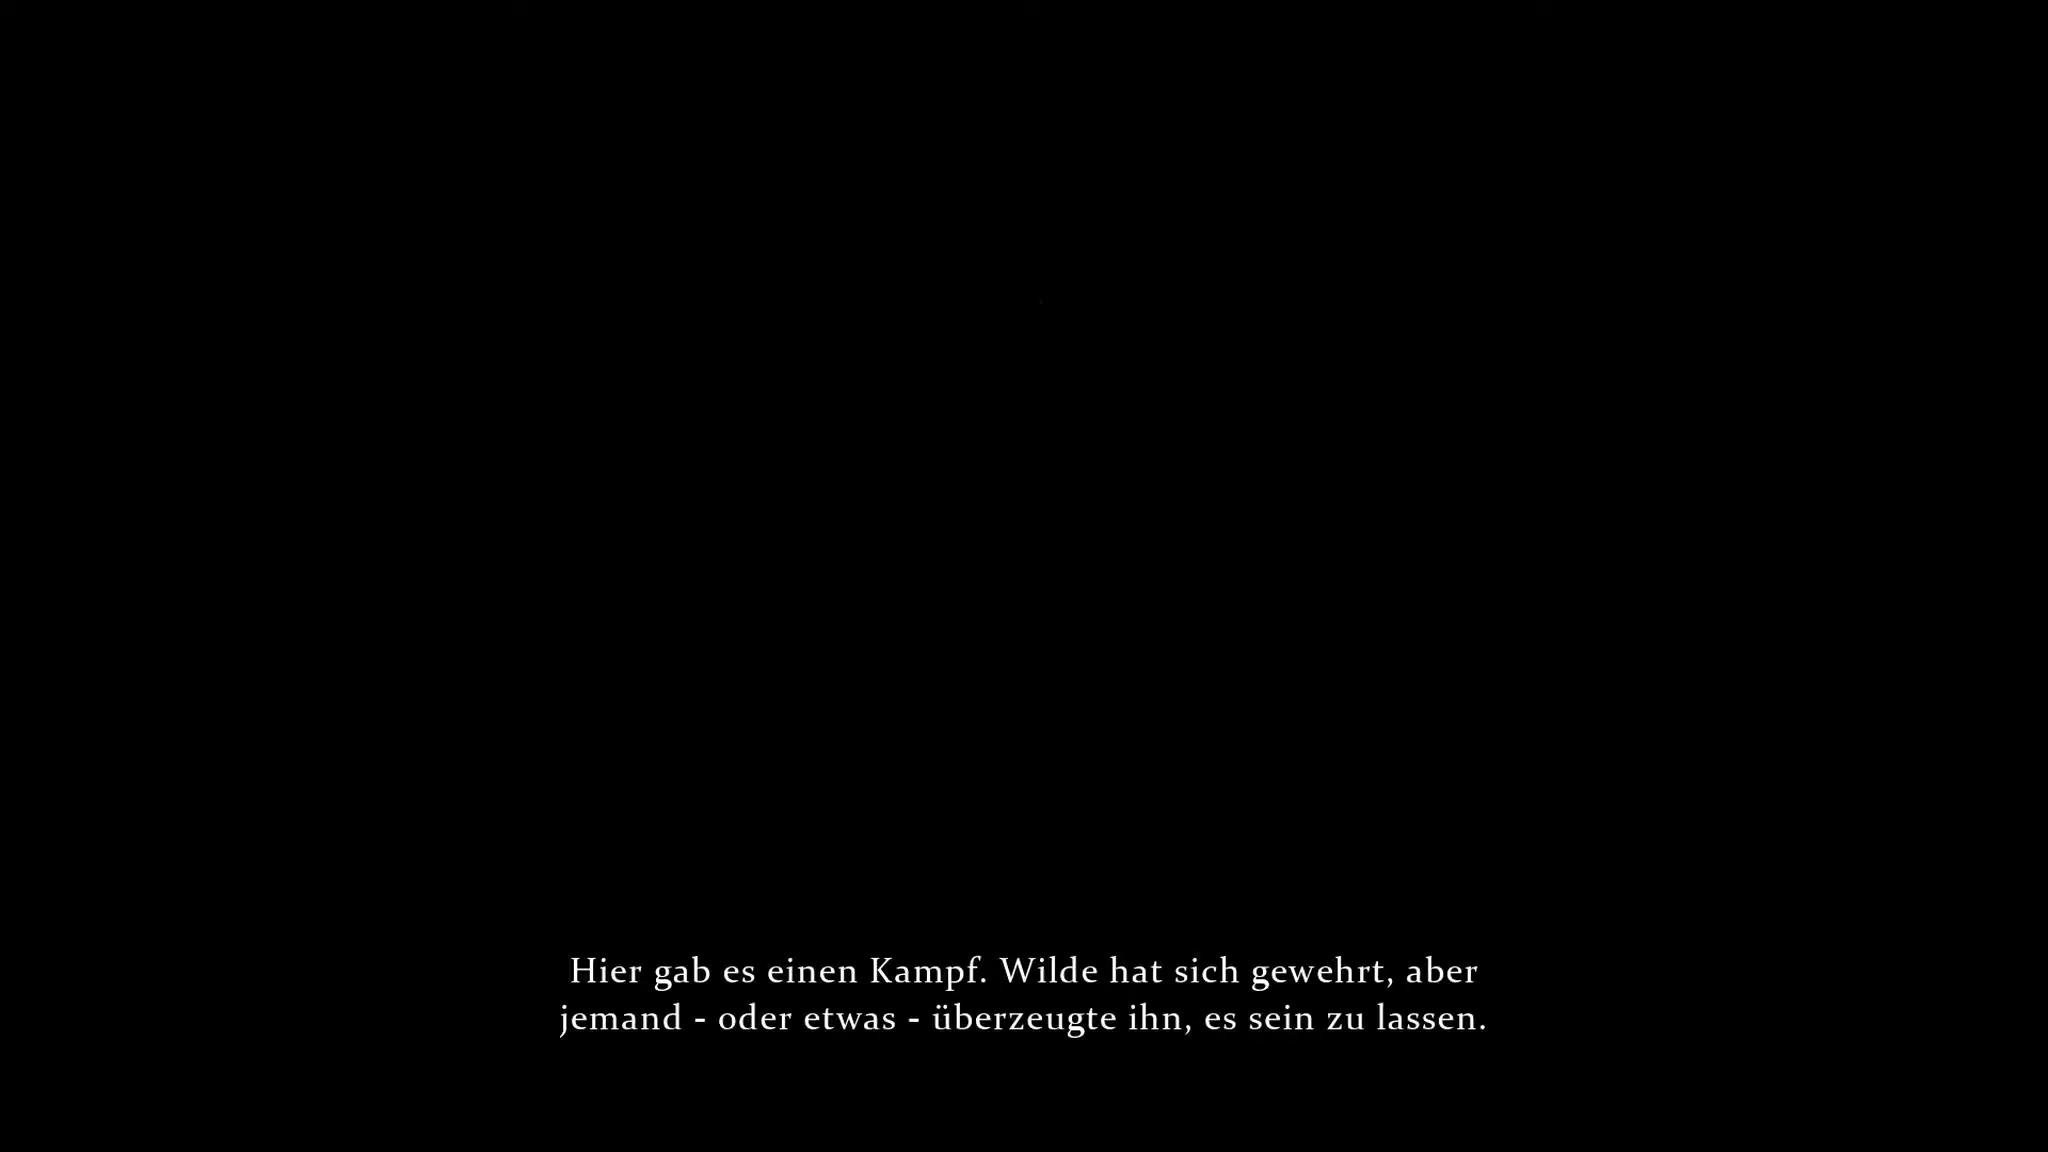 Hier gab es einen Kampf. Wilde hat sich gewehrt, aber
jemand - oder etwas - überzeugte ihn, es sein zu lassen.